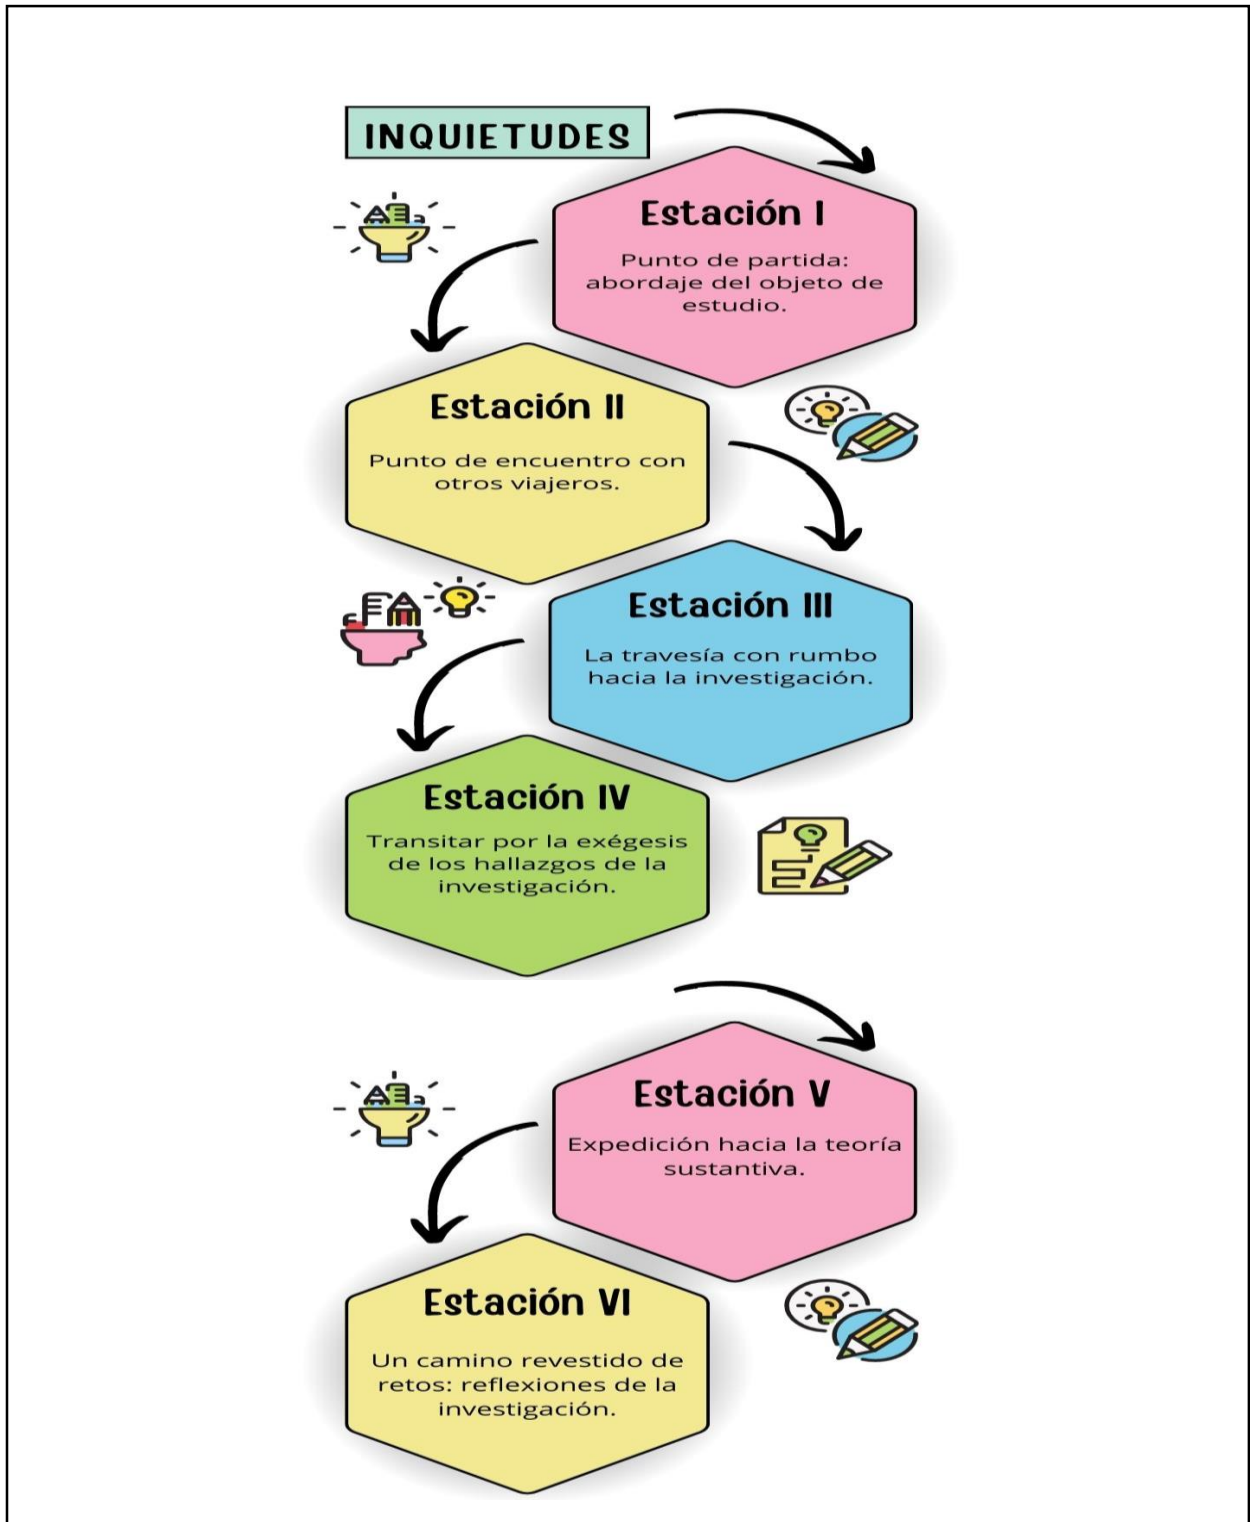 INQUIETUDES
Estación I
Punto de partida:
abordaje del objeto de
estudio.
Estación II
Punto de encuentro con
otros viajeros.
Estación III
La travesía con rumbo
hacia la investigación.
Estación IV
Transitar por la exégesis
de los hallazgos de la
investigación.
Estación V
Expedición hacia la teoría
sustantiva.
Estación VI
Un camino revestido de
retos: reflexiones de la
investigación.